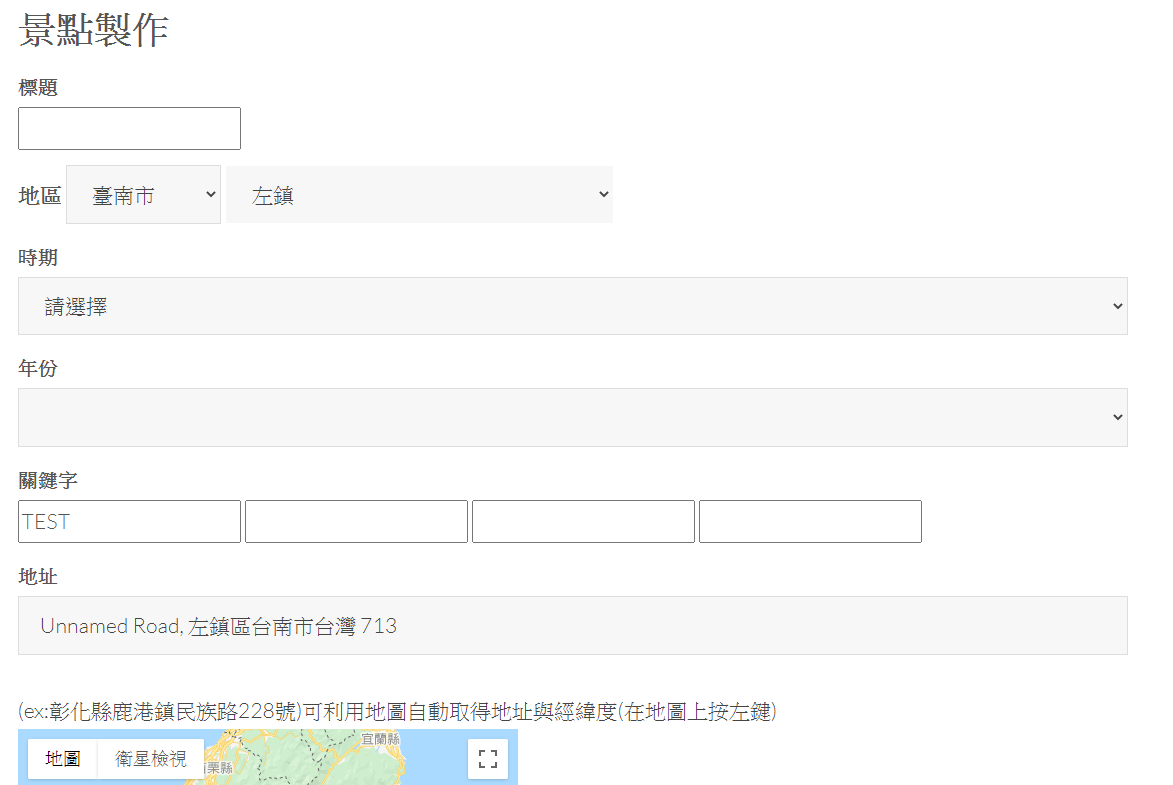 景點製作
標題
地區 臺南市 左鎮
時期
請選擇
年份
關鍵字
TEST
地址
Unnamed Road, 左鎮區台南市台灣 713
(ex:彰化縣鹿港鎮民族路228號)可利用地圖自動取得地址與經緯度(在地圖上按左鍵)
宜蘭縣
地圖 衛星檢視
栗縣